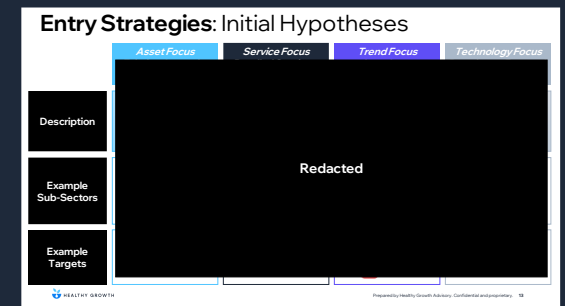 Entry Strategies: Initial Hypotheses
Asset Focus
Service Focus
Trend Focus
Technology Focus
Description
Redacted
Example
Sub-Sectors
Example
Targets
HEALTHY GROWTH
Prepared by Healthy Growth Advisory. Confidential and proprietary. 13